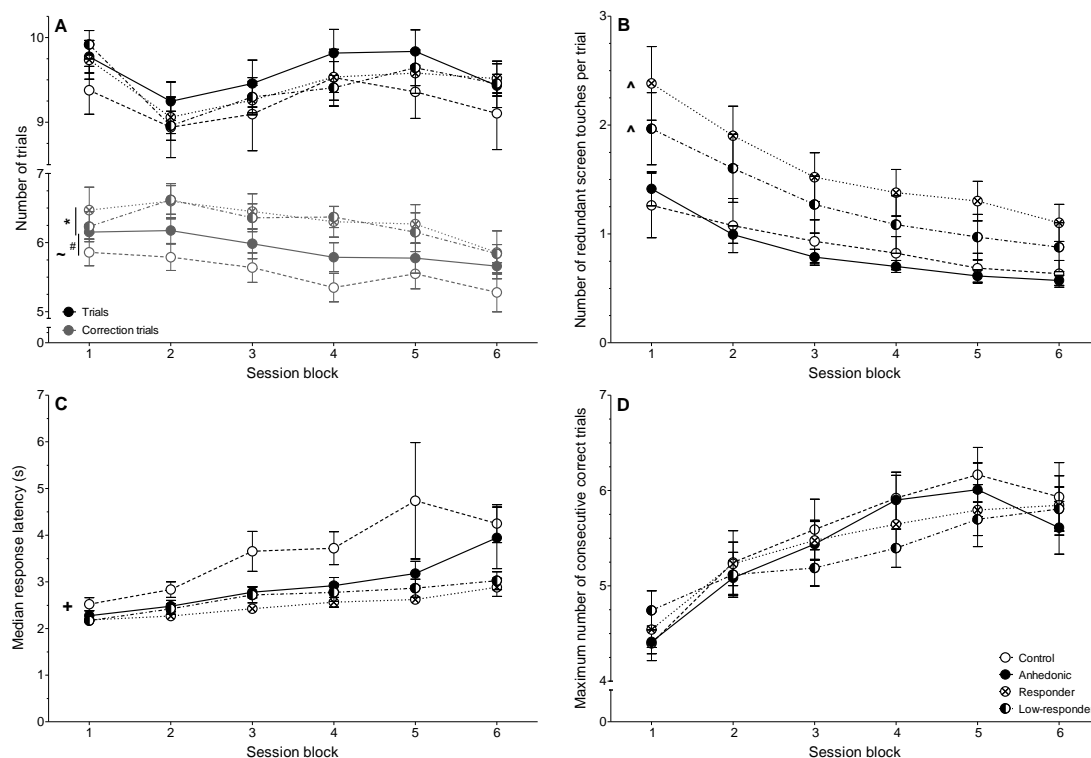 A
10
9
7
6
5
0
Number of trials
*
#
~
Trials
Correction trials
1 2 3 4 5 6
Session block
B
3
2
1
0
Number of redundant screen touches per trial
^
^
1 2 3 4 5 6
Session block
C
7
6
5
4
3
2
1
0
Median response latency (s)
+
1 2 3 4 5 6
Session block
D
7
6
5
4
0
Maximum number of consecutive correct trials
Control
Anhedonic
Responder
Low-responde
1 2 3 4 5 6
Session block